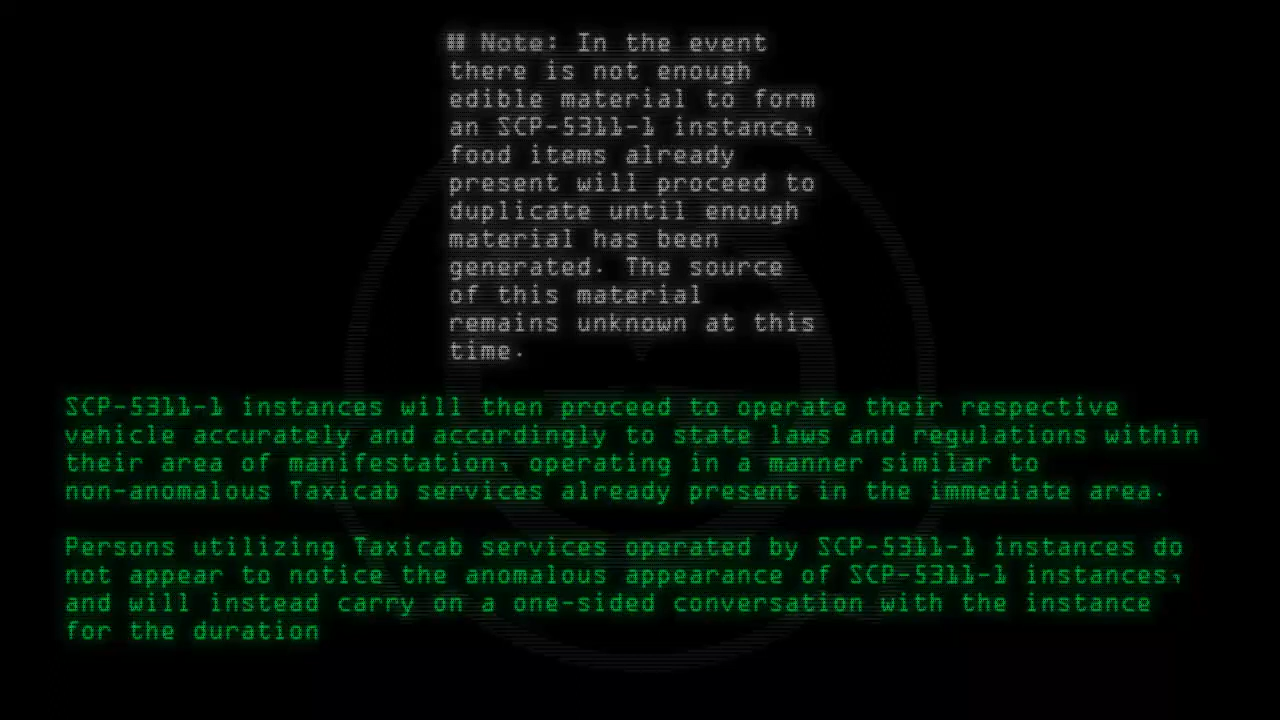 ## Note: In the event
there is not enough
edible material to form
an SCP-5311-1 instance,
food items already
present will proceed to
duplicate until enough
material has been
generated. The source
of this material
remains unknown at this
time.
SCP-5311-1 instances will then proceed to operate their respective
vehicle accurately and accordingly to state laws and regulations within
their area of manifestation, operating in a manner similar to
non-anomalous Taxicab services already present in the immediate area.
Persons utilizing Taxicab services operated by SCP-5311-1 instances do
not appear to notice the anomalous appearance of SCP-5311-1 instances,
and will instead carry on a one-sided conversation with the instance
for the duration